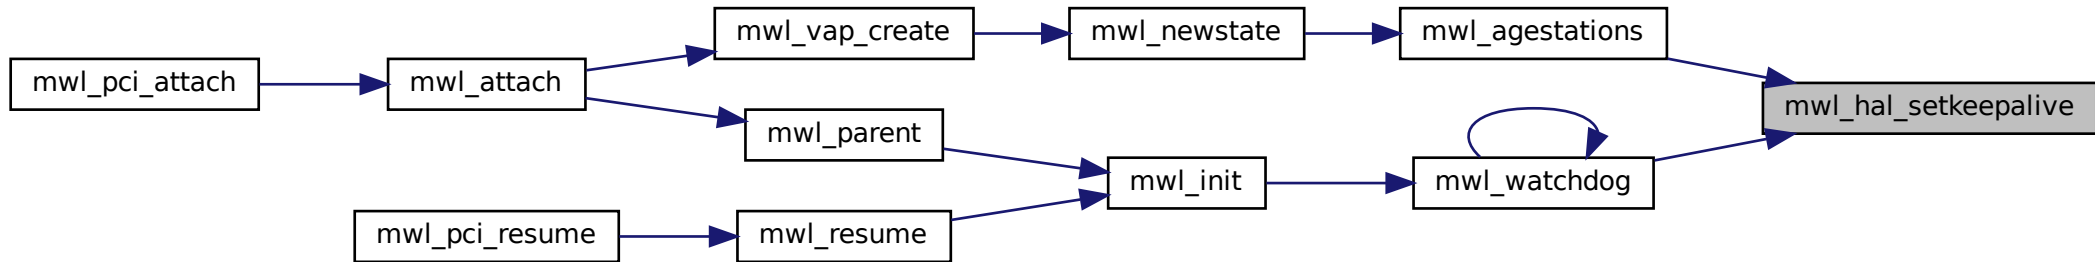 mwl_pci_attach
mwl_attach
mwl_vap_create
mwl_newstate
mwl_agestations
mwl_hal_setkeepalive
mwl_parent
mwl_init
mwl_watchdog
mwl_pci_resume
mwl_resume